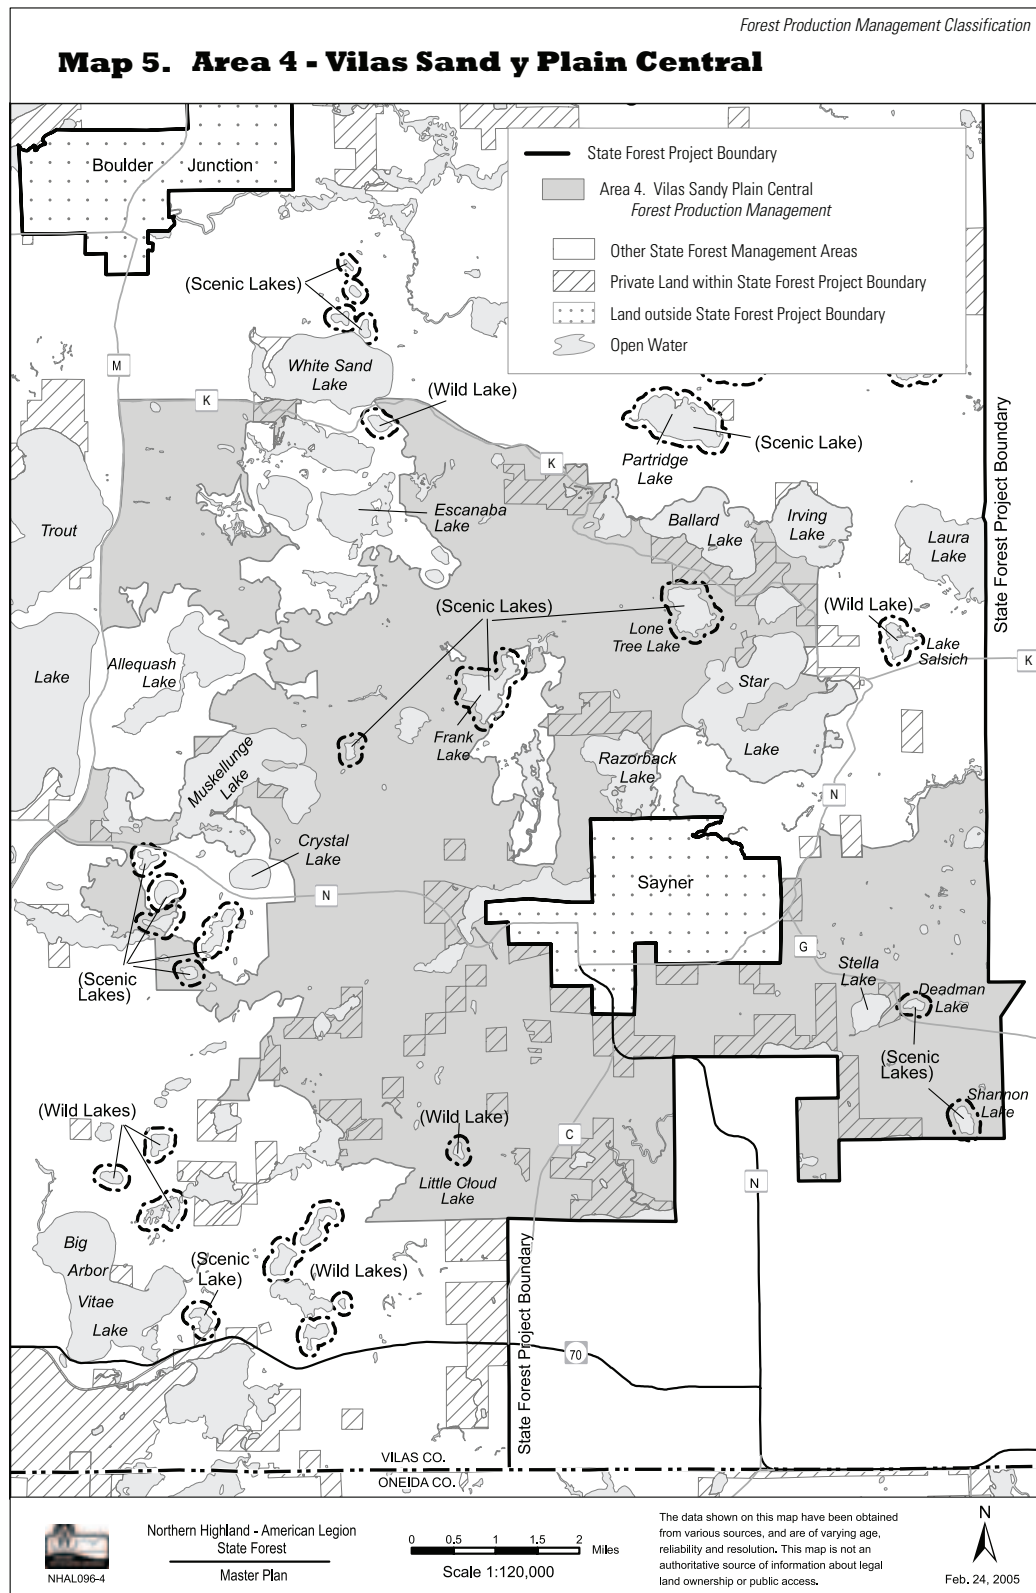 Forest Production Management Classification
Map 5. Area 4 - Vilas Sand y Plain Central
State Forest Project Boundary
Area 4. Vilas Sandy Plain Central
Forest Production Management
Other State Forest Management Areas
Private Land within State Forest Project Boundary
Land outside State Forest Project Boundary
Open Water
Boulder Junction
(Scenic Lakes)
M
White Sand
Lake
(Wild Lake)
K
(Scenic Lake)
Partridge
Lake
K
State Forest Project Boundary
Trout
Escanaba
Lake
Ballard
Lake
Irving
Lake
Laura
Lake
(Scenic Lakes)
(Wild Lake)
Lone
Tree Lake
Lake
Salsich
K
Lake
Allequash
Lake
Star
Lake
Frank
Lake
Razorback
Lake
Muskellunge
Lake
N
Crystal
Lake
N
Sayner
G
(Scenic
Lakes)
Stella
Lake
Deadman
Lake
(Scenic
Lakes)
Shannon
Lake
(Wild Lakes)
(Wild Lake)
C
Little Cloud
Lake
N
Big
Arbor
Vitae
Lake
(Scenic
Lake)
(Wild Lakes)
State Forest Project Boundary
70
VILAS CO.
ONEIDA CO.
NHAL096-4
Northern Highland - American Legion
State Forest
Master Plan
0 0.5 1 1.5 2 Miles
Scale 1:120,000
The data shown on this map have been obtained
from various sources, and are of varying age,
reliability and resolution. This map is not an
authoritative source of information about legal
land ownership or public access.
N
Feb. 24, 2005